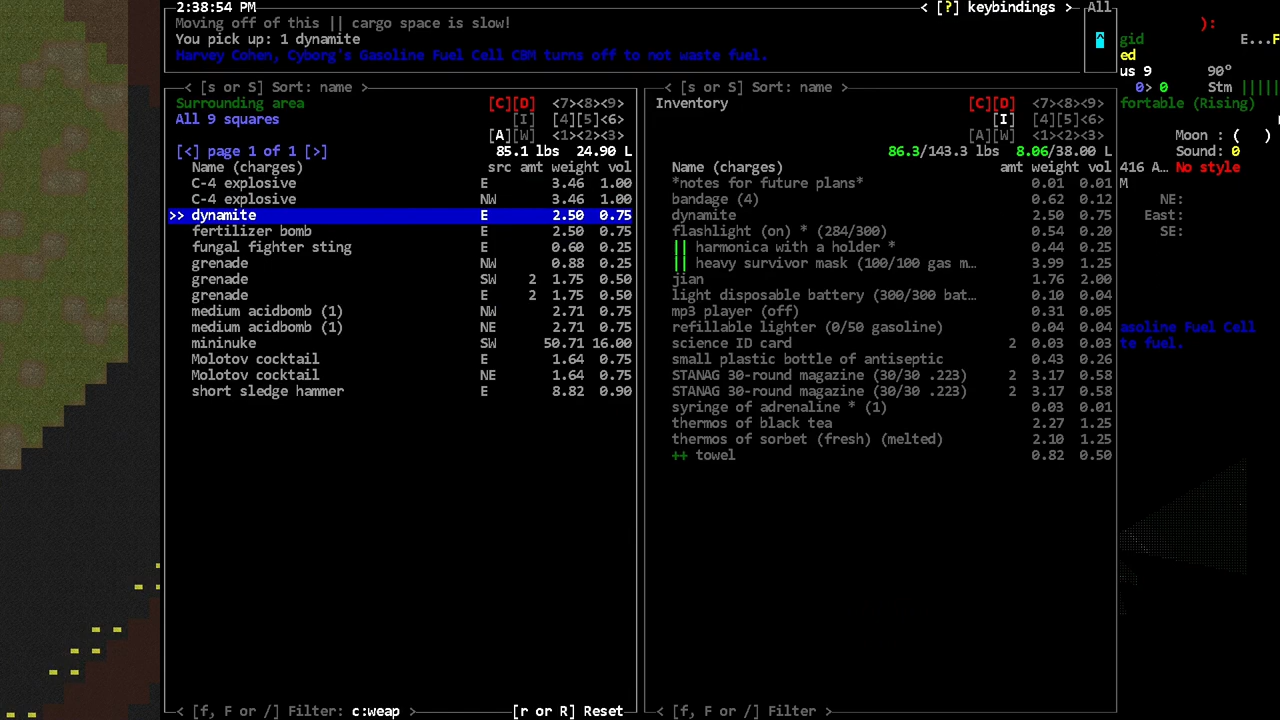 2:38:54 PM < [?] keybindings > All
Moving off of this || cargo space is slow!
You pick up: 1 dynamite
Harvey Cohen, Cyborg's Gasoline Fuel Cell CBM turns off to not waste fuel.
< [s or S] Sort: name >
Surrounding area [C][D] <7><8><9>
All 9 squares [I] [4][5]<6>
[A][W] <1><2><3>
[<] page 1 of 1 [>] 85.1 lbs 24.90 L
Name (charges) src amt weight vol
C-4 explosive E 3.46 1.00
C-4 explosive NW 3.46 1.00
>> dynamite E 2.50 0.75
fertilizer bomb E 2.50 0.75
fungal fighter sting E 0.60 0.25
grenade NW 0.88 0.25
grenade SW 2 1.75 0.50
grenade E 2 1.75 0.50
medium acidbomb (1) NW 2.71 0.75
medium acidbomb (1) NE 2.71 0.75
mininuke SW 50.71 16.00
Molotov cocktail E 1.64 0.75
Molotov cocktail NE 1.64 0.75
short sledge hammer E 8.82 0.90
< [f, F or /] Filter: c:weap > [r or R] Reset
< [s or S] Sort: name >
Inventory [C][D] <7><8><9>
[I] [4][5]<6>
[A][W] <1><2><3>
86.3/143.3 lbs 8.06/38.00 L
Name (charges) amt weight vol
*notes for future plans* 0.01 0.01
bandage (4) 0.62 0.12
dynamite 2.50 0.75
flashlight (on) * (284/300) 0.54 0.20
|| harmonica with a holder * 0.44 0.25
|| heavy survivor mask (100/100 gas m… 3.99 1.25
jian 1.76 2.00
light disposable battery (300/300 bat… 0.10 0.04
mp3 player (off) 0.31 0.05
refillable lighter (0/50 gasoline) 0.04 0.04
science ID card 2 0.03 0.03
small plastic bottle of antiseptic 0.43 0.26
STANAG 30-round magazine (30/30 .223) 2 3.17 0.58
STANAG 30-round magazine (30/30 .223) 2 3.17 0.58
syringe of adrenaline * (1) 0.03 0.01
thermos of black tea 2.27 1.25
thermos of sorbet (fresh) (melted) 2.10 1.25
++ towel 0.82 0.50
< [f, F or /] Filter >
):
gid E...F
ed
us 9 90°
0> 0 Stm |||||
fortable (Rising)
Moon : ( )
Sound: 0
416 A… No style
M
NE:
East:
SE:
asoline Fuel Cell
te fuel.